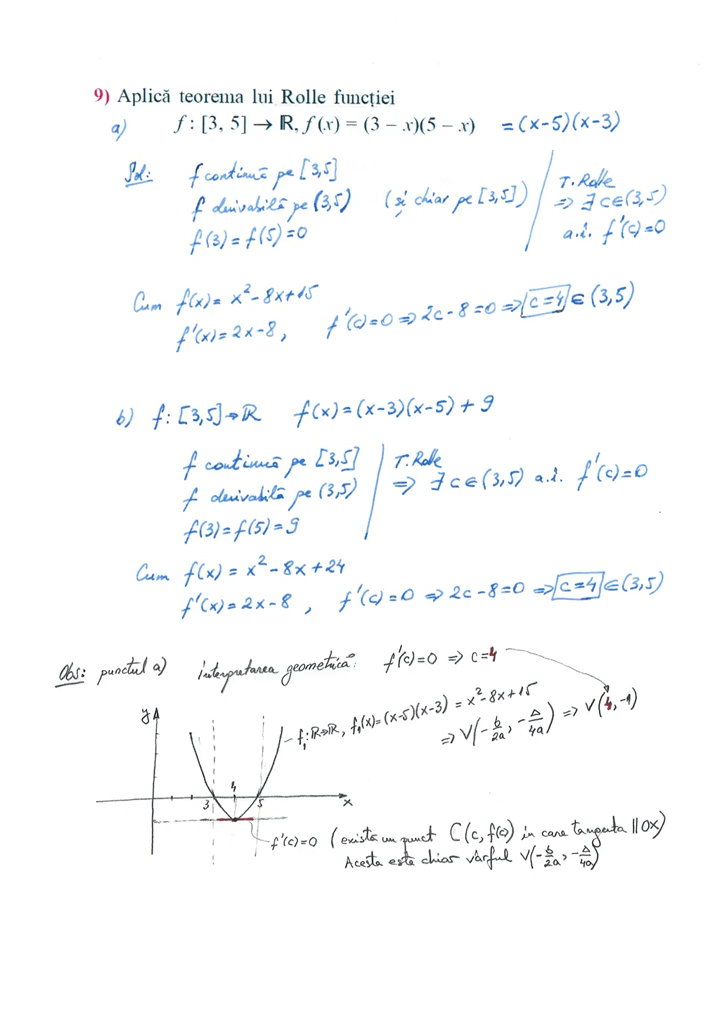 9) Aplică teorema lui Rolle funcției
a) f : [3, 5] → ℝ, f(x) = (3 − x)(5 − x) = (x-5)(x-3)
Sol: f continuă pe [3,5]
f derivabilă pe (3,5) (și chiar pe [3,5])
f(3) = f(5) = 0
T. Rolle
⇒ ∃ c∈(3,5)
a.î. f'(c)=0
Cum f(x) = x²-8x+15
f'(x) = 2x-8, f'(c)=0 ⇒ 2c-8=0 ⇒ c=4 ∈ (3,5)
b) f: [3,5]→ℝ f(x) = (x-3)(x-5) + 9
f continuă pe [3,5]
f derivabilă pe (3,5)
f(3) = f(5) = 9
T. Rolle
⇒ ∃ c∈(3,5) a.î. f'(c)=0
Cum f(x) = x²-8x+24
f'(x) = 2x-8, f'(c)=0 ⇒ 2c-8=0 ⇒ c=4 ∈ (3,5)
Obs: punctul a) interpretarea geometrică: f'(c)=0 ⇒ c=4
y
f₁:ℝ→ℝ, f₁(x)=(x-5)(x-3) = x²-8x+15
⇒ V(-b/2a, -Δ/4a) ⇒ V(4,-1)
4
3 5 x
f'(c)=0 (există un punct C(c, f(c)) în care tangenta || OX)
Acesta este chiar vârful V(-b/2a, -Δ/4a)